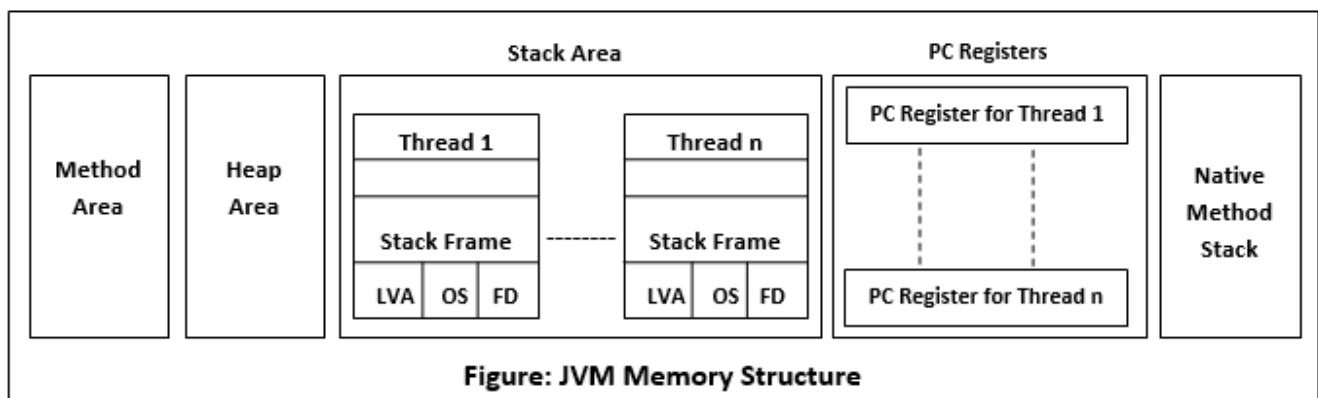 Stack Area
PC Registers
Method
Area
Heap
Area
Thread 1
Stack Frame
LVA OS FD
Thread n
Stack Frame
LVA OS FD
PC Register for Thread 1
PC Register for Thread n
Native
Method
Stack
Figure: JVM Memory Structure